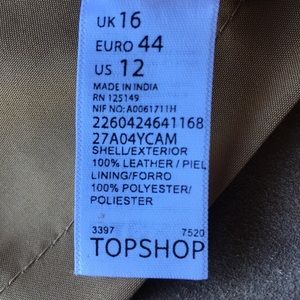 UK 16
EURO 44
US 12
MADE IN INDIA
RN 125149
NIF NO: A0061711H
2260424641168
27A04YCAM
SHELL/EXTERIOR
100% LEATHER / PIEL
LINING/FORRO
100% POLYESTER/
POLIESTER
3397 7520
TOPSHOP